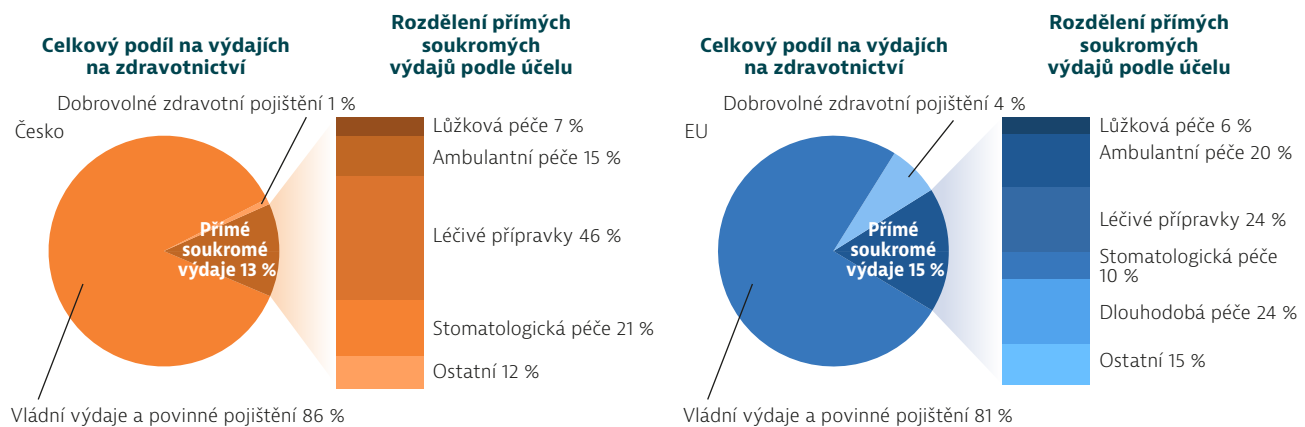 Celkový podíl na výdajích
na zdravotnictví
Rozdělení přímých
soukromých
výdajů podle účelu
Dobrovolné zdravotní pojištění 1 %
Česko
Přímé
soukromé
výdaje 13 %
Vládní výdaje a povinné pojištění 86 %
Lůžková péče 7 %
Ambulantní péče 15 %
Léčivé přípravky 46 %
Stomatologická péče 21 %
Ostatní 12 %
Celkový podíl na výdajích
na zdravotnictví
Rozdělení přímých
soukromých
výdajů podle účelu
Dobrovolné zdravotní pojištění 4 %
EU
Přímé
soukromé
výdaje 15 %
Vládní výdaje a povinné pojištění 81 %
Lůžková péče 6 %
Ambulantní péče 20 %
Léčivé přípravky 24 %
Stomatologická péče
10 %
Dlouhodobá péče 24 %
Ostatní 15 %